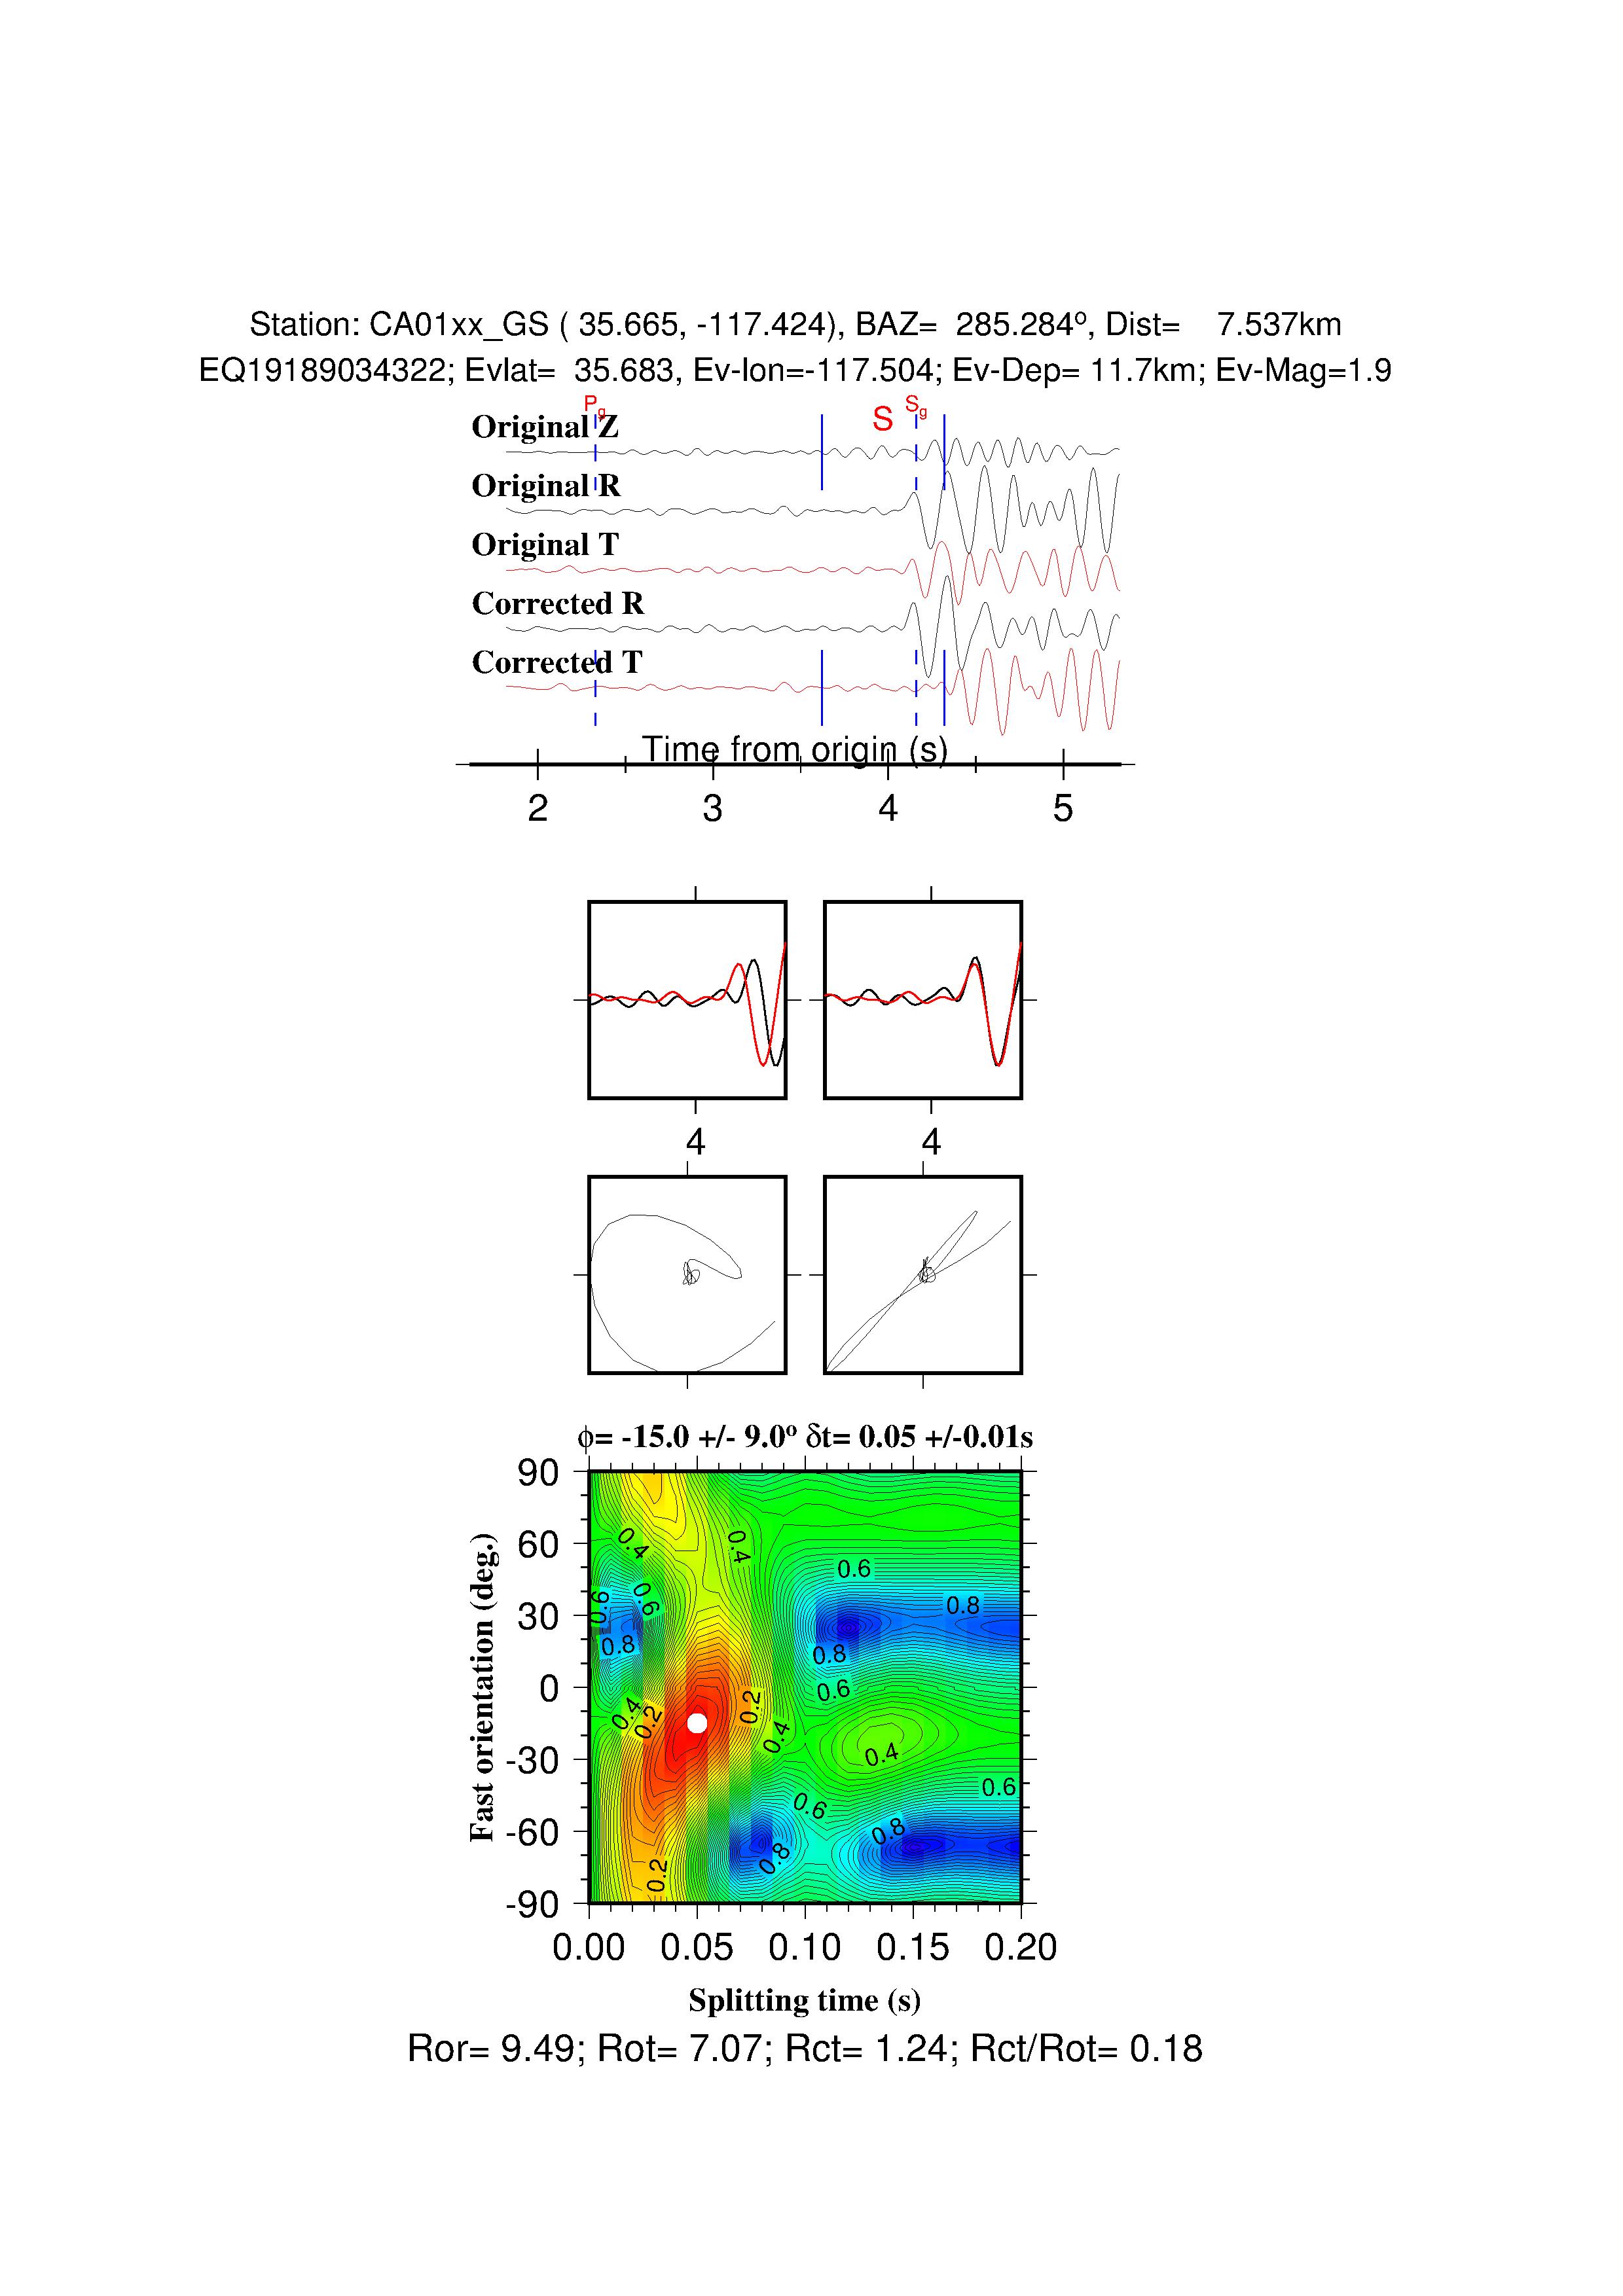 Station: CA01xx_GS ( 35.665, -117.424), BAZ= 285.284º, Dist= 7.537km
EQ19189034322; Evlat= 35.683, Ev-lon=-117.504; Ev-Dep= 11.7km; Ev-Mag=1.9
Pg S Sg
Original Z
Original R
Original T
Corrected R
Corrected T
Time from origin (s)
2 3 4 5
4 4
ϕ= -15.0 +/- 9.0º δt= 0.05 +/-0.01s
90
60
30
0
-30
-60
-90
Fast orientation (deg.)
0.4 0.4
0.6 0.6 0.6 0.8
0.8 0.8
0.6
0.4 0.2 0.2 0.4
0.4
0.6 0.6
0.8 0.8
0.2
0.00 0.05 0.10 0.15 0.20
Splitting time (s)
Ror= 9.49; Rot= 7.07; Rct= 1.24; Rct/Rot= 0.18